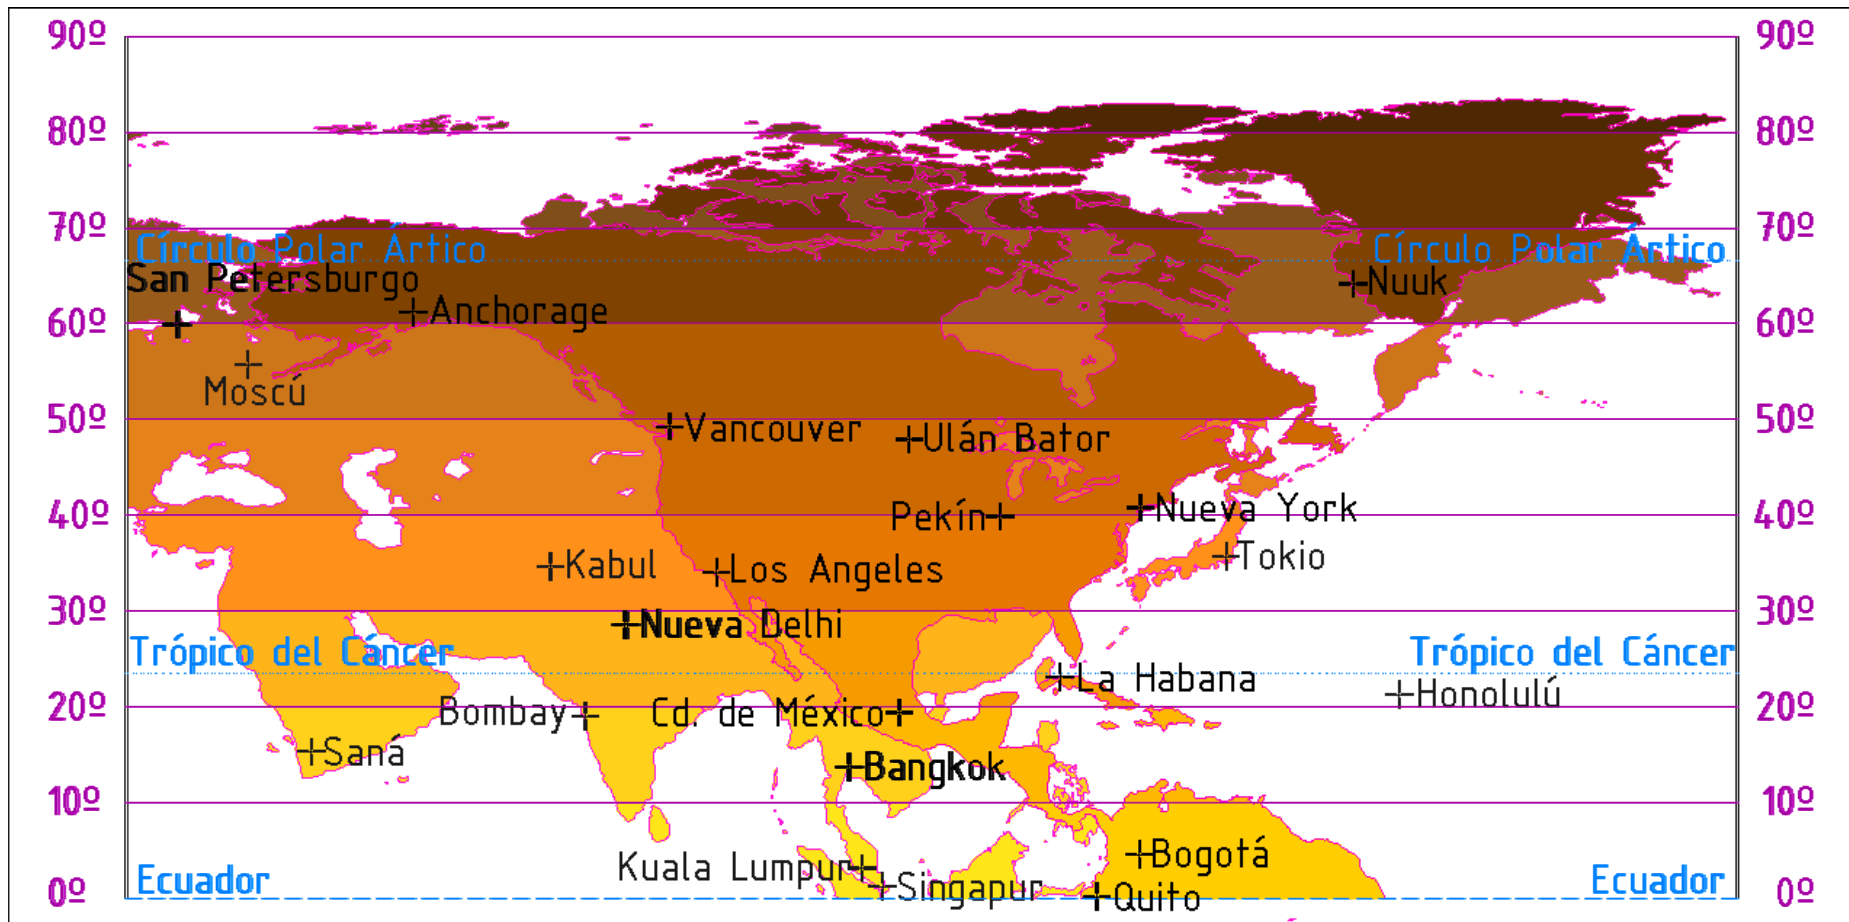 90º 90º
80º 80º
70º 70º
Círculo Polar Ártico Círculo Polar Ártico
San Petersburgo Nuuk
Anchorage
60º 60º
Moscú
50º 50º
Vancouver Ulán Bator
40º Pekín Nueva York 40º
Kabul Los Angeles Tokio
30º 30º
Nueva Delhi
Trópico del Cáncer Trópico del Cáncer
La Habana Honolulú
20º Bombay Cd. de México 20º
Saná Bangkok
10º 10º
Kuala Lumpur Bogotá
Ecuador Ecuador
0º Singapur Quito 0º